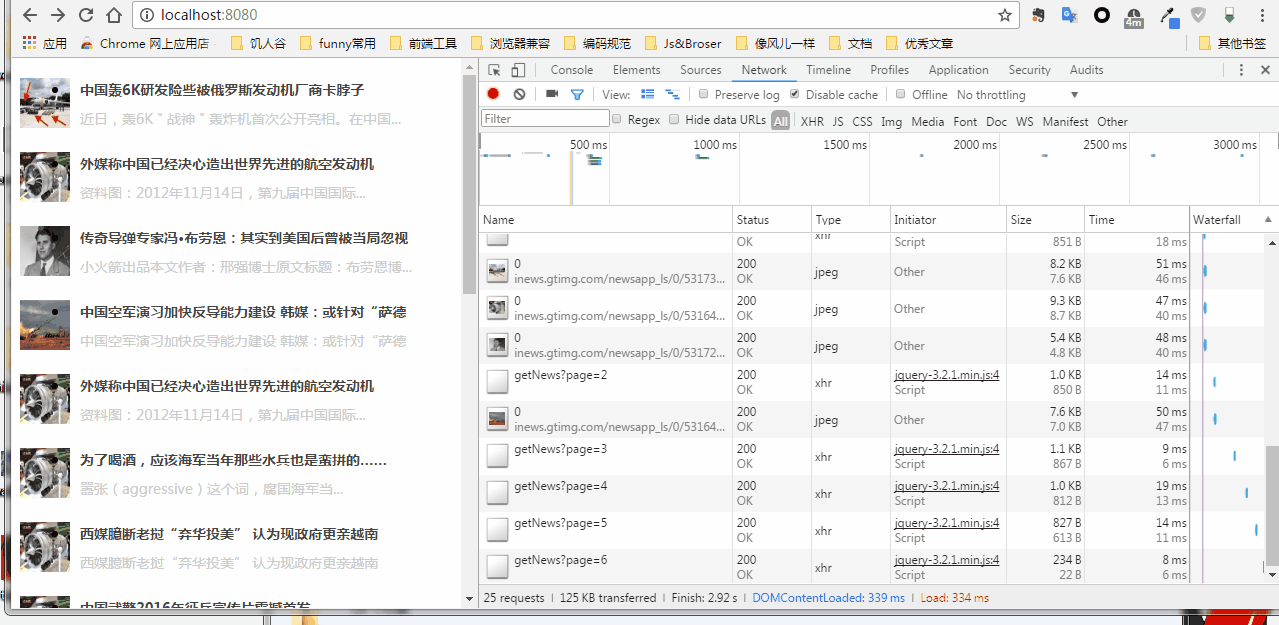 localhost:8080
4m
应用 Chrome 网上应用店 饥人谷 funny常用 前端工具 浏览器兼容 编码规范 Js&Broser 像风儿一样 文档 优秀文章 其他书签
中国轰6K研发险些被俄罗斯发动机厂商卡脖子
近日，轰6K＂战神＂轰炸机首次公开亮相。在中国...
外媒称中国已经决心造出世界先进的航空发动机
资料图：2012年11月14日，第九届中国国际...
传奇导弹专家冯•布劳恩：其实到美国后曾被当局忽视
小火箭出品本文作者：邢强博士原文标题：布劳恩博...
中国空军演习加快反导能力建设 韩媒：或针对“萨德
中国空军演习加快反导能力建设 韩媒：或针对“萨德
外媒称中国已经决心造出世界先进的航空发动机
资料图：2012年11月14日，第九届中国国际...
为了喝酒，应该海军当年那些水兵也是蛮拼的……
嚣张（aggressive）这个词，腐国海军当...
西媒臆断老挝“弃华投美” 认为现政府更亲越南
西媒臆断老挝“弃华投美” 认为现政府更亲越南
中国武警2016年征兵宣传片震撼首发
Console Elements Sources Network Timeline Profiles Application Security Audits
View: Preserve log Disable cache Offline No throttling
Filter Regex Hide data URLs All XHR JS CSS Img Media Font Doc WS Manifest Other
500 ms 1000 ms 1500 ms 2000 ms 2500 ms 3000 ms
Name Status Type Initiator Size Time Waterfall
OK xhr Script 851 B 18 ms
0 200 jpeg Other 8.2 KB 51 ms
inews.gtimg.com/newsapp_ls/0/53173... OK 7.6 KB 46 ms
0 200 jpeg Other 9.3 KB 47 ms
inews.gtimg.com/newsapp_ls/0/53164... OK 8.7 KB 40 ms
0 200 jpeg Other 5.4 KB 48 ms
inews.gtimg.com/newsapp_ls/0/53172... OK 4.8 KB 40 ms
getNews?page=2 200 xhr jquery-3.2.1.min.js:4 1.0 KB 14 ms
OK Script 850 B 11 ms
0 200 jpeg Other 7.6 KB 50 ms
inews.gtimg.com/newsapp_ls/0/53164... OK 7.0 KB 47 ms
getNews?page=3 200 xhr jquery-3.2.1.min.js:4 1.1 KB 9 ms
OK Script 867 B 6 ms
getNews?page=4 200 xhr jquery-3.2.1.min.js:4 1.0 KB 19 ms
OK Script 812 B 13 ms
getNews?page=5 200 xhr jquery-3.2.1.min.js:4 827 B 14 ms
OK Script 613 B 11 ms
getNews?page=6 200 xhr jquery-3.2.1.min.js:4 234 B 8 ms
OK Script 22 B 6 ms
25 requests | 125 KB transferred | Finish: 2.92 s | DOMContentLoaded: 339 ms | Load: 334 ms